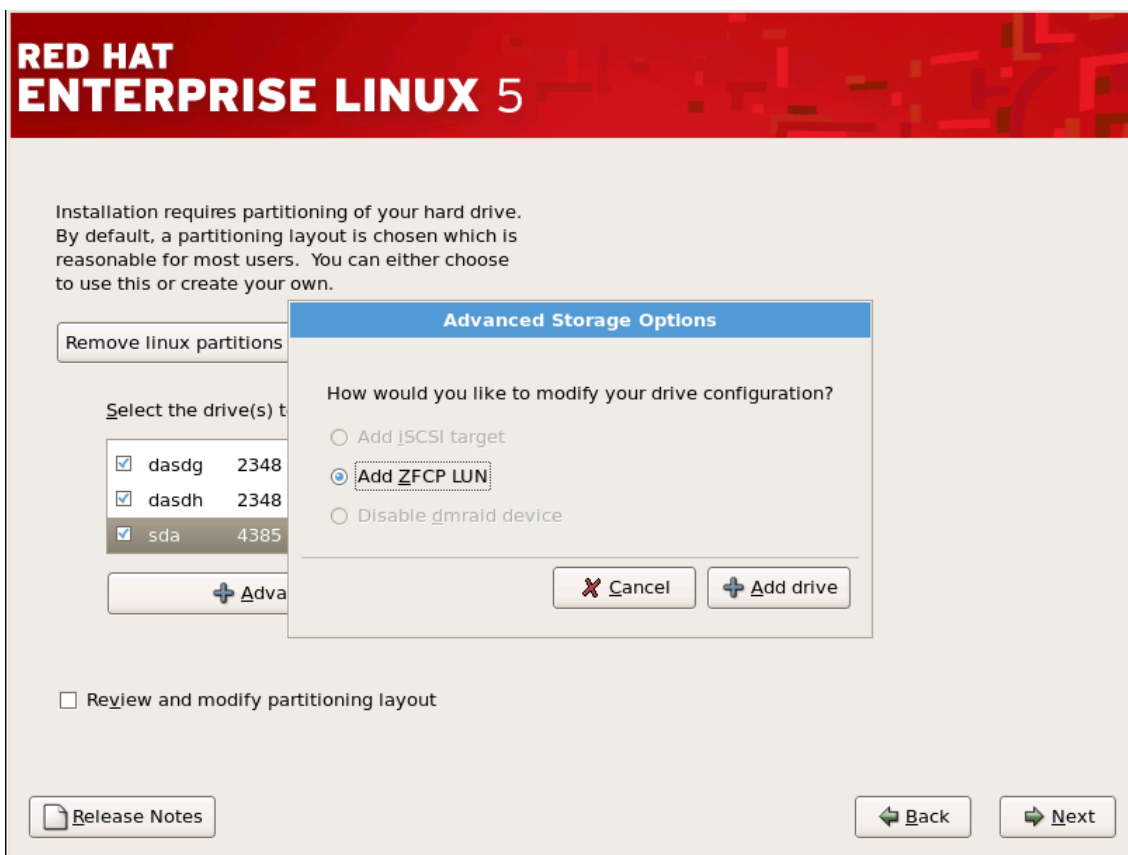 RED HAT
ENTERPRISE LINUX 5
Installation requires partitioning of your hard drive.
By default, a partitioning layout is chosen which is
reasonable for most users.  You can either choose
to use this or create your own.
Remove linux partitions
Advanced Storage Options
How would you like to modify your drive configuration?
Select the drive(s) t
Add iSCSI target
dasdg 2348
Add ZFCP LUN
dasdh 2348
Disable dmraid device
sda 4385
Adva
Cancel
Add drive
Review and modify partitioning layout
Release Notes
Back
Next